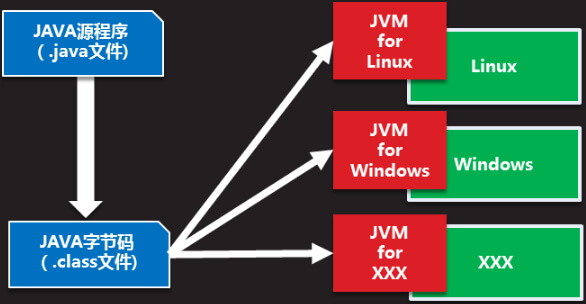 JAVA源程序
（.java文件)
JVM
for
Linux
Linux
JVM
for
Windows
Windows
JAVA字节码
（.class文件）
JVM
for
XXX
XXX